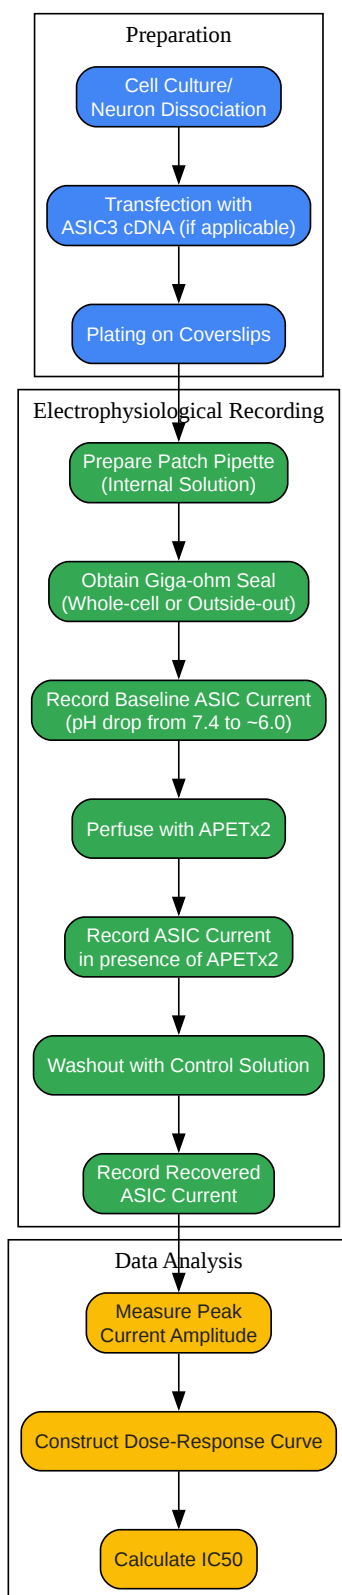 Preparation
Cell Culture/
Neuron Dissociation
Transfection with
ASIC3 cDNA (if applicable)
Plating on Coverslips
Electrophysiological Recording
Prepare Patch Pipette
(Internal Solution)
Obtain Giga-ohm Seal
(Whole-cell or Outside-out)
Record Baseline ASIC Current
(pH drop from 7.4 to ~6.0)
Perfuse with APETx2
Record ASIC Current
in presence of APETx2
Washout with Control Solution
Record Recovered
ASIC Current
Data Analysis
Measure Peak
Current Amplitude
Construct Dose-Response Curve
Calculate IC50